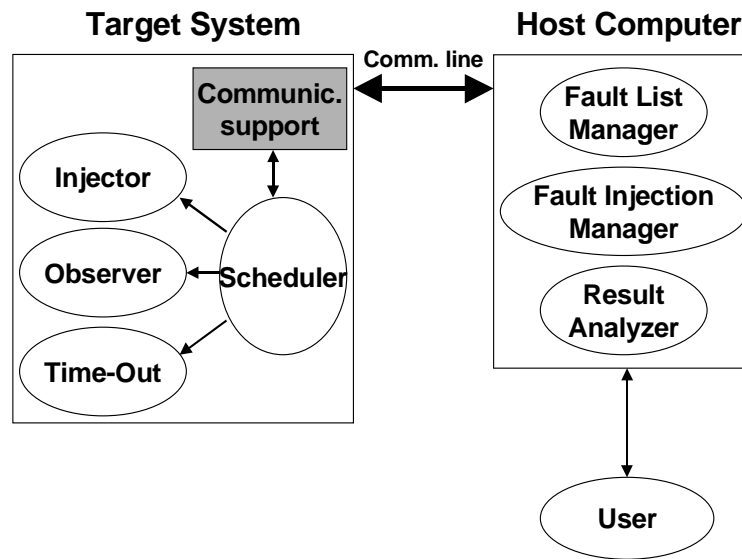 Target System
Host Computer
Comm. line
Communic.
support
Injector
Observer
Scheduler
Time-Out
Fault List
Manager
Fault Injection
Manager
Result
Analyzer
User